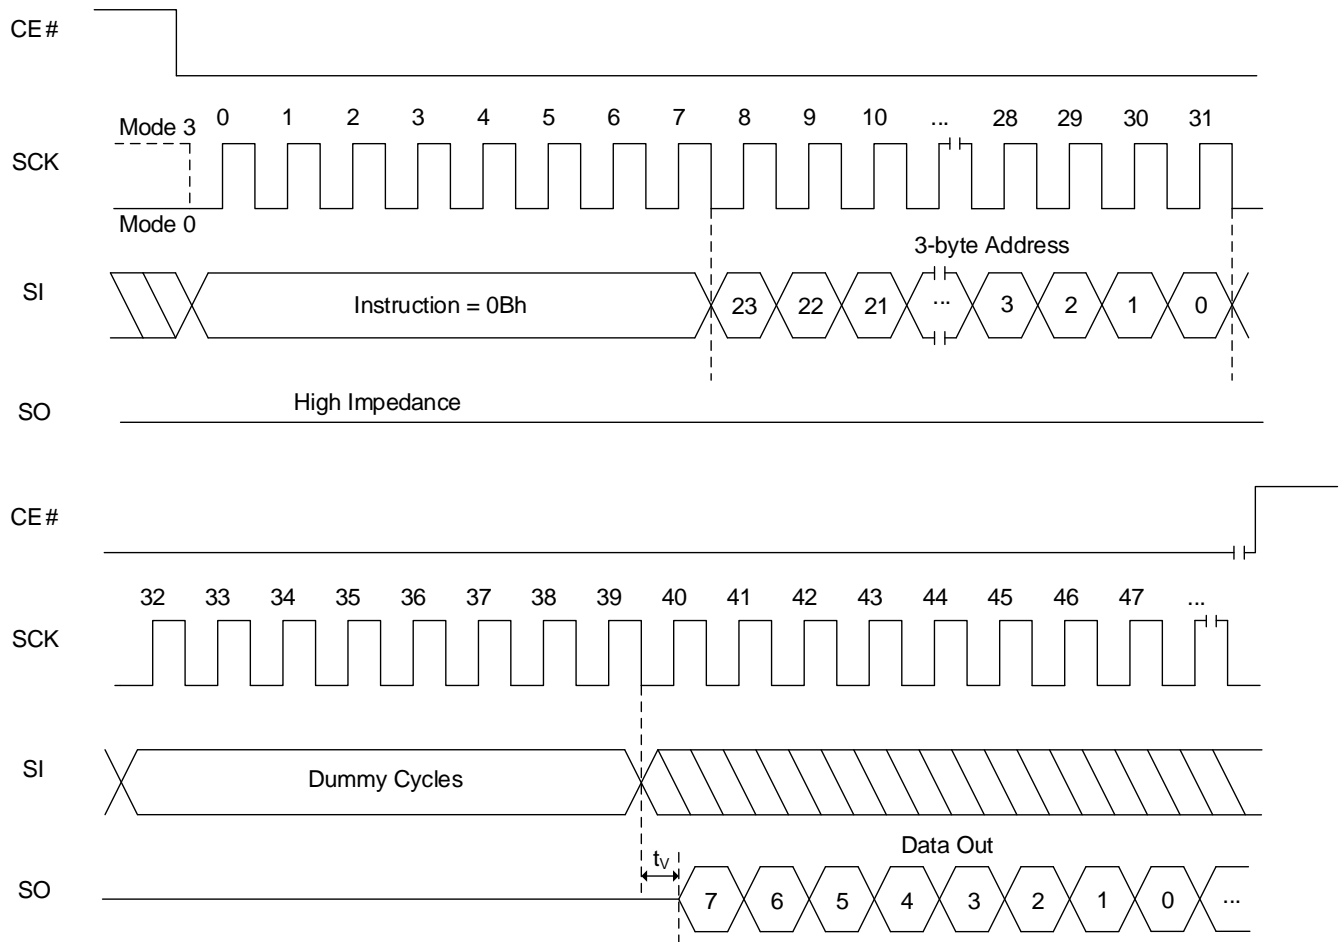 CE#
0 1 2 3 4 5 6 7 8 9 10 ... 28 29 30 31
Mode 3
SCK
Mode 0
3-byte Address
SI
Instruction = 0Bh
23 22 21 ... 3 2 1 0
SO
High Impedance
CE#
32 33 34 35 36 37 38 39 40 41 42 43 44 45 46 47 ...
SCK
SI
Dummy Cycles
Data Out
tV
SO
7 6 5 4 3 2 1 0 ...